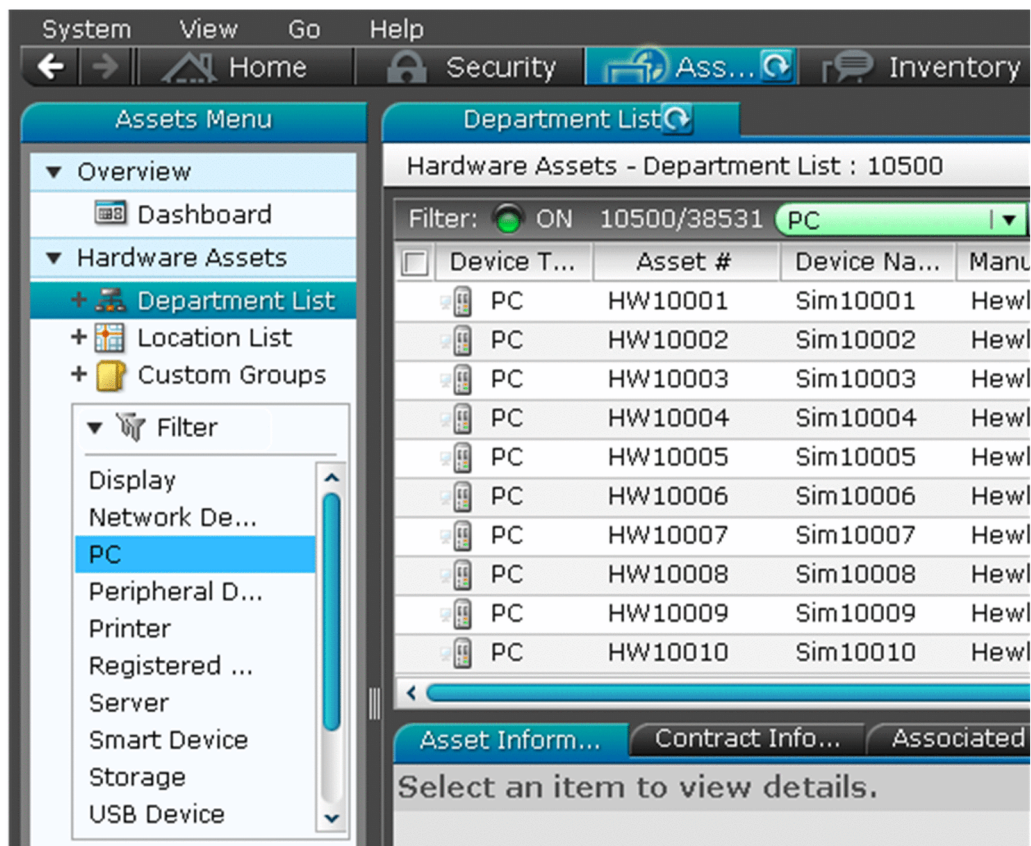 System View Go Help
Home Security Ass... Inventory
Assets Menu
Overview
Dashboard
Hardware Assets
Department List
Location List
Custom Groups
Filter
Display
Network De...
PC
Peripheral D...
Printer
Registered ...
Server
Smart Device
Storage
USB Device
Department List
Hardware Assets - Department List : 10500
Filter: ON 10500/38531 PC
Device T... Asset # Device Na... Manu
PC HW10001 Sim10001 Hewl
PC HW10002 Sim10002 Hewl
PC HW10003 Sim10003 Hewl
PC HW10004 Sim10004 Hewl
PC HW10005 Sim10005 Hewl
PC HW10006 Sim10006 Hewl
PC HW10007 Sim10007 Hewl
PC HW10008 Sim10008 Hewl
PC HW10009 Sim10009 Hewl
PC HW10010 Sim10010 Hewl
Asset Inform... Contract Info... Associated
Select an item to view details.